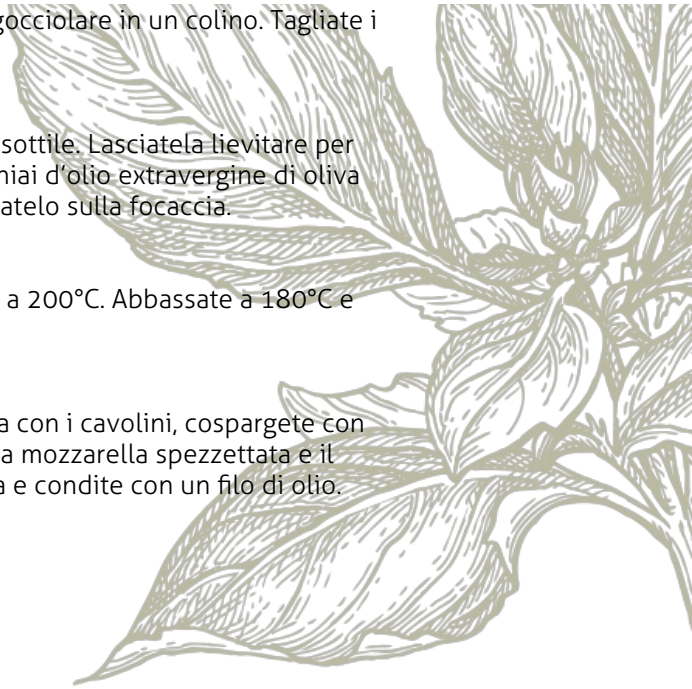 gocciolare in un colino. Tagliate i
sottile. Lasciatela lievitare per
hiai d'olio extravergine di oliva
atelo sulla focaccia.
a 200°C. Abbassate a 180°C e
a con i cavolini, cospargete con
a mozzarella spezzettata e il
a e condite con un filo di olio.